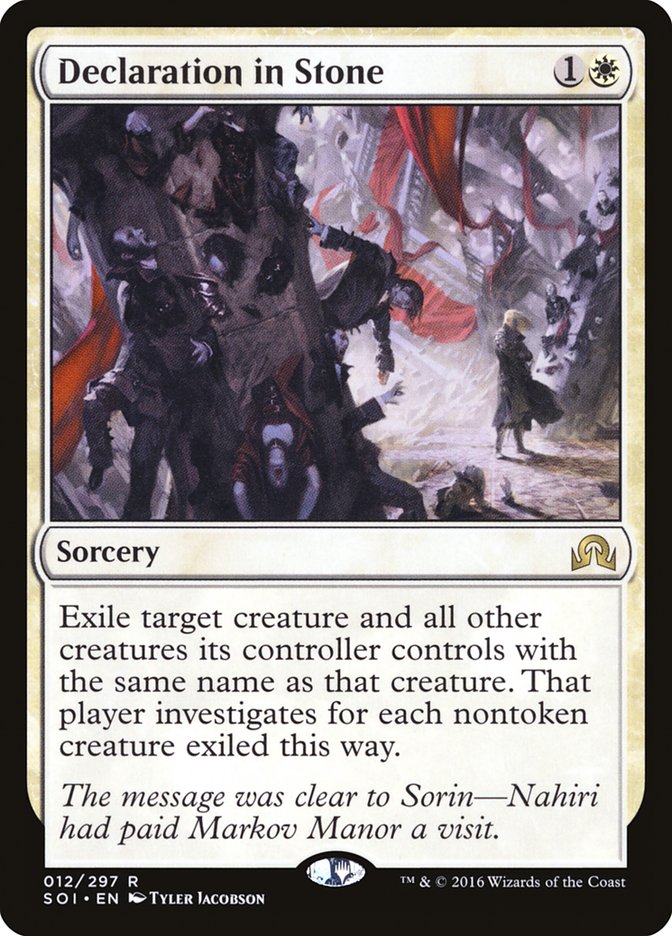 Declaration in Stone 1
Sorcery
Exile target creature and all other
creatures its controller controls with
the same name as that creature. That
player investigates for each nontoken
creature exiled this way.
The message was clear to Sorin—Nahiri
had paid Markov Manor a visit.
012/297 R
SOI • EN Tyler Jacobson
™ & © 2016 Wizards of the Coast